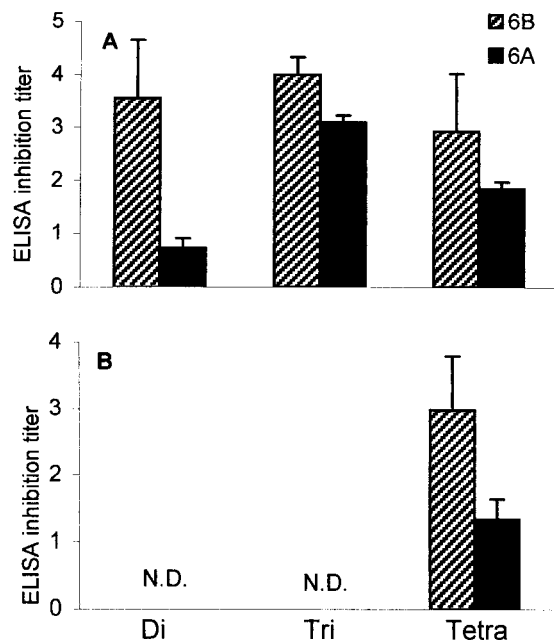 5
A
6B
6A
4
3
2
1
0
ELISA inhibition titer
4
B
3
2
1
0
ELISA inhibition titer
N.D.
N.D.
Di
Tri
Tetra